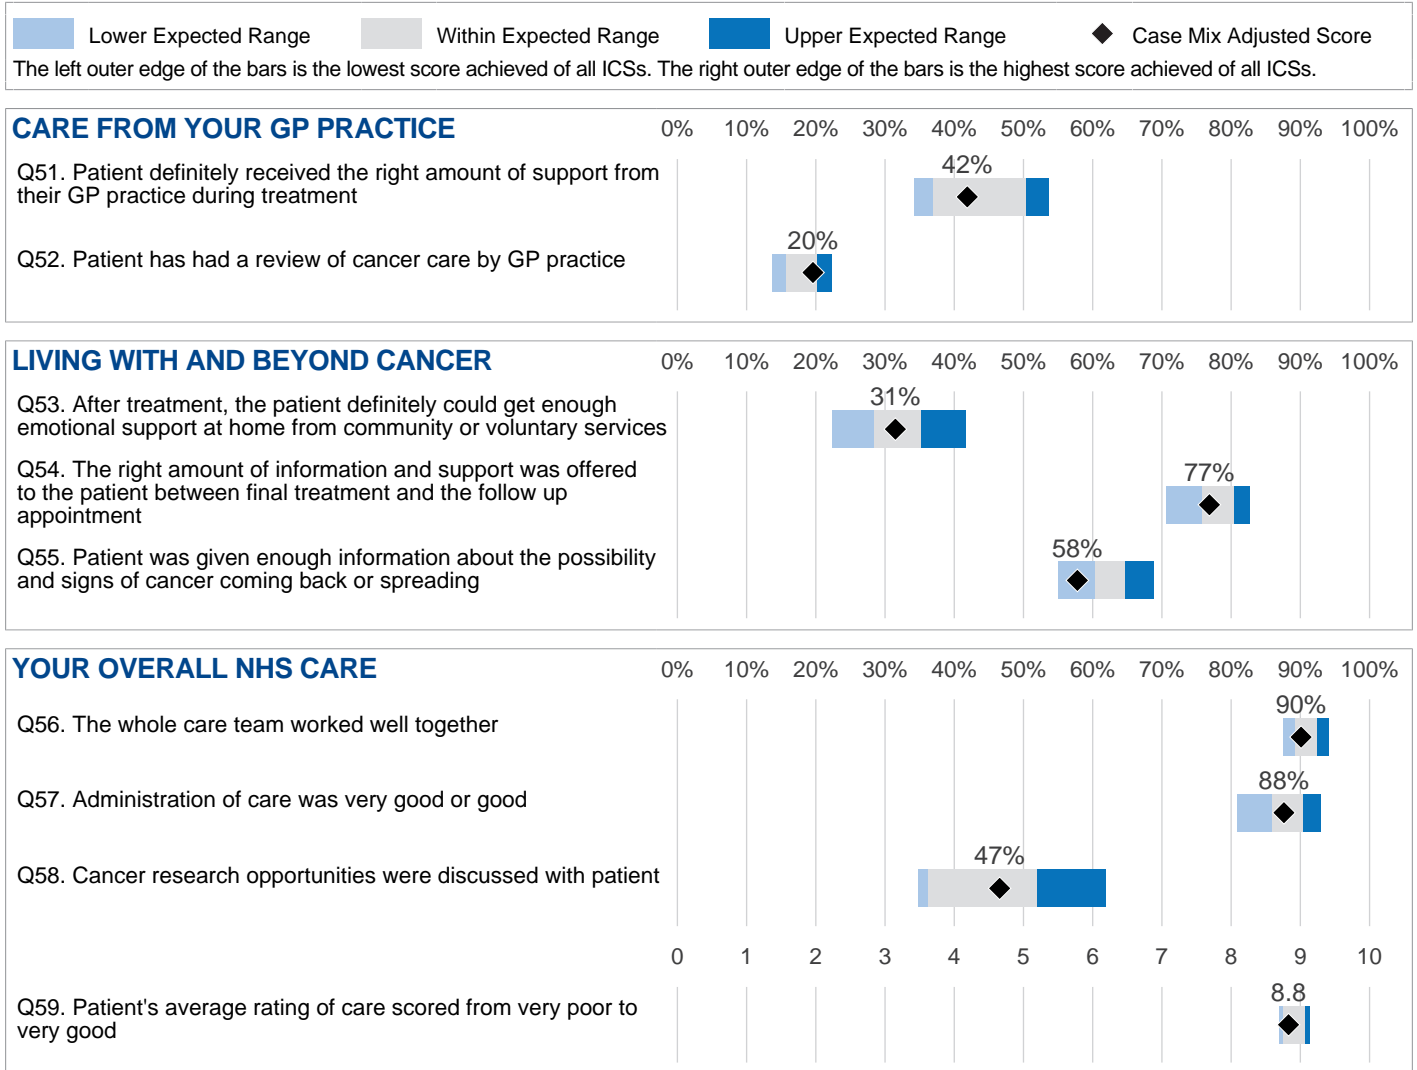 Lower Expected Range Within Expected Range Upper Expected Range Case Mix Adjusted Score
The left outer edge of the bars is the lowest score achieved of all ICSs. The right outer edge of the bars is the highest score achieved of all ICSs.
CARE FROM YOUR GP PRACTICE 0% 10% 20% 30% 40% 50% 60% 70% 80% 90% 100%
Q51. Patient definitely received the right amount of support from
their GP practice during treatment
42%
Q52. Patient has had a review of cancer care by GP practice
20%
LIVING WITH AND BEYOND CANCER 0% 10% 20% 30% 40% 50% 60% 70% 80% 90% 100%
Q53. After treatment, the patient definitely could get enough
emotional support at home from community or voluntary services
31%
Q54. The right amount of information and support was offered
to the patient between final treatment and the follow up
appointment
77%
Q55. Patient was given enough information about the possibility
and signs of cancer coming back or spreading
58%
YOUR OVERALL NHS CARE 0% 10% 20% 30% 40% 50% 60% 70% 80% 90% 100%
Q56. The whole care team worked well together
90%
Q57. Administration of care was very good or good
88%
Q58. Cancer research opportunities were discussed with patient
47%
0 1 2 3 4 5 6 7 8 9 10
Q59. Patient's average rating of care scored from very poor to
very good
8.8